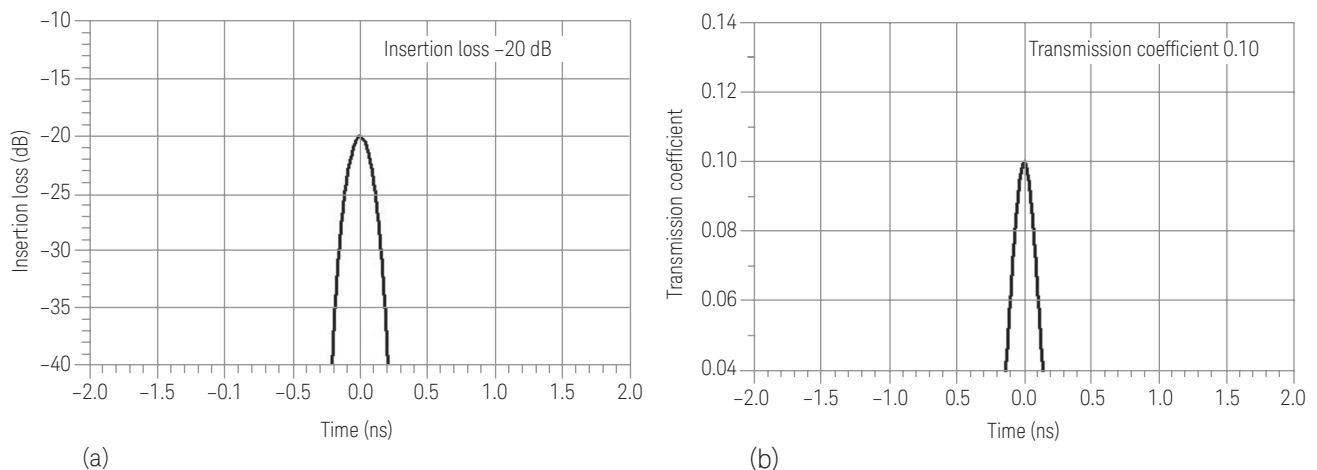 −10
−15
−20
−25
−30
−35
−40
Insertion loss (dB)
Insertion loss −20 dB
−2.0 −1.5 −0.1 −0.5 0.0 0.5 1.0 1.5 2.0
Time (ns)
(a)
0.14
0.12
0.10
0.08
0.06
0.04
Transmission coefficient
Transmission coefficient 0.10
−2.0 −1.5 −1.0 0.5 0.0 0.5 1.0 1.5 2.0
Time (ns)
(b)